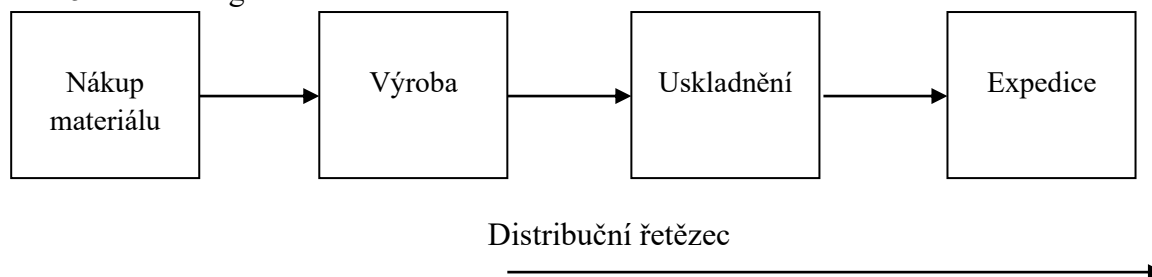 Nákup
materiálu
Výroba
Uskladnění
Expedice
Distribuční řetězec